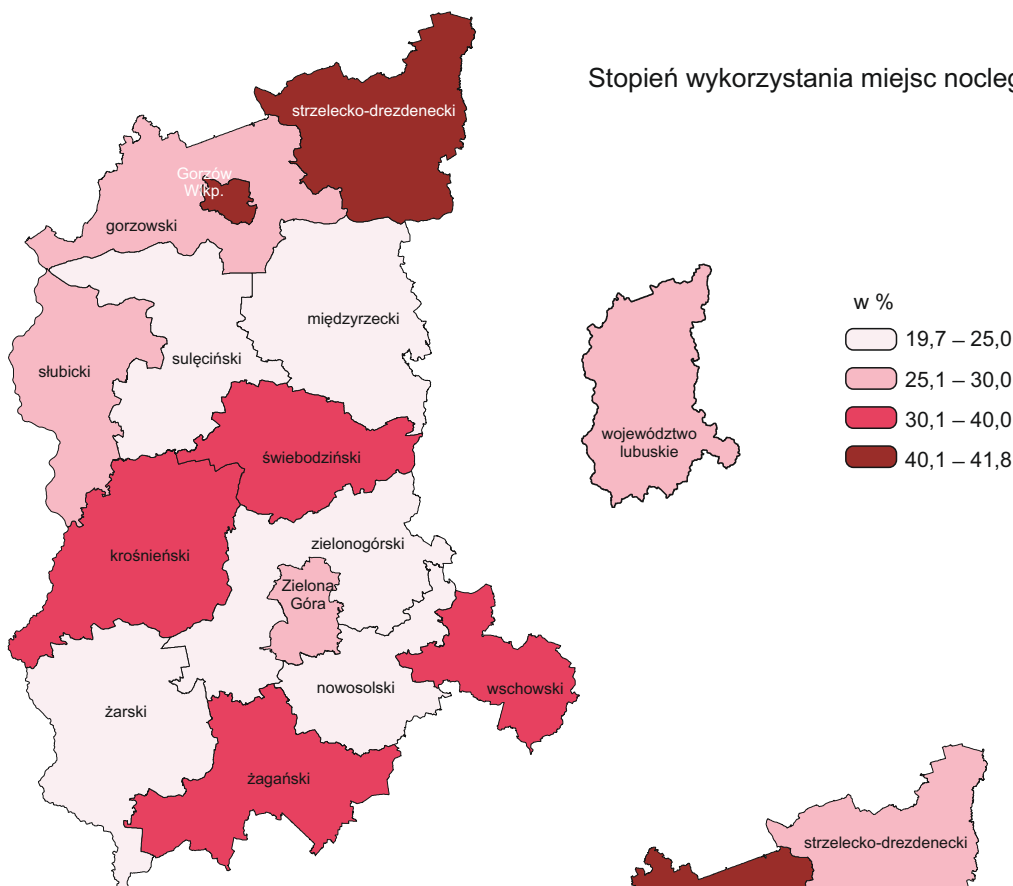 Stopień wykorzystania miejsc nocleg
strzelecko-drezdenecki
Gorzów
Wlkp.
gorzowski
międzyrzecki
sulęciński
słubicki
świebodziński
krośnieński
zielonogórski
Zielona
Góra
nowosolski
wschowski
żarski
żagański
województwo
lubuskie
w %
19,7 – 25,0
25,1 – 30,0
30,1 – 40,0
40,1 – 41,8
strzelecko-drezdenecki